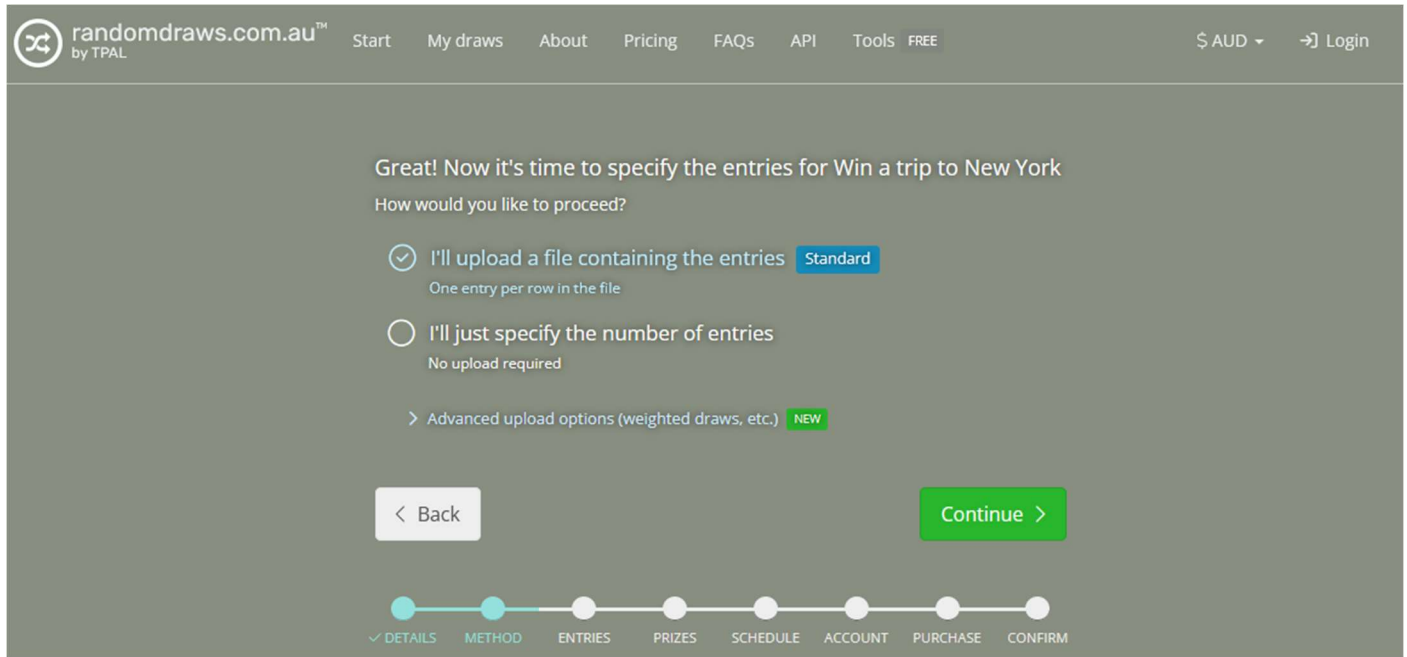 randomdraws.com.au™
by TPAL
Start My draws About Pricing FAQs API Tools FREE $ AUD Login
Great! Now it's time to specify the entries for Win a trip to New York
How would you like to proceed?
I'll upload a file containing the entries Standard
One entry per row in the file
I'll just specify the number of entries
No upload required
Advanced upload options (weighted draws, etc.) NEW
Back Continue
DETAILS METHOD ENTRIES PRIZES SCHEDULE ACCOUNT PURCHASE CONFIRM